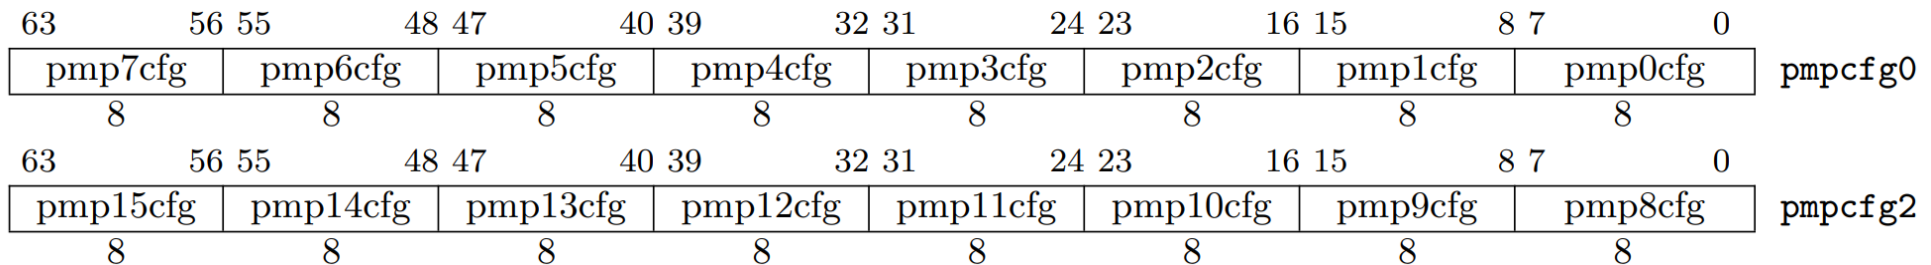 63 56 55 48 47 40 39 32 31 24 23 16 15 8 7 0
pmp7cfg pmp6cfg pmp5cfg pmp4cfg pmp3cfg pmp2cfg pmp1cfg pmp0cfg pmpcfg0
8 8 8 8 8 8 8 8
63 56 55 48 47 40 39 32 31 24 23 16 15 8 7 0
pmp15cfg pmp14cfg pmp13cfg pmp12cfg pmp11cfg pmp10cfg pmp9cfg pmp8cfg pmpcfg2
8 8 8 8 8 8 8 8